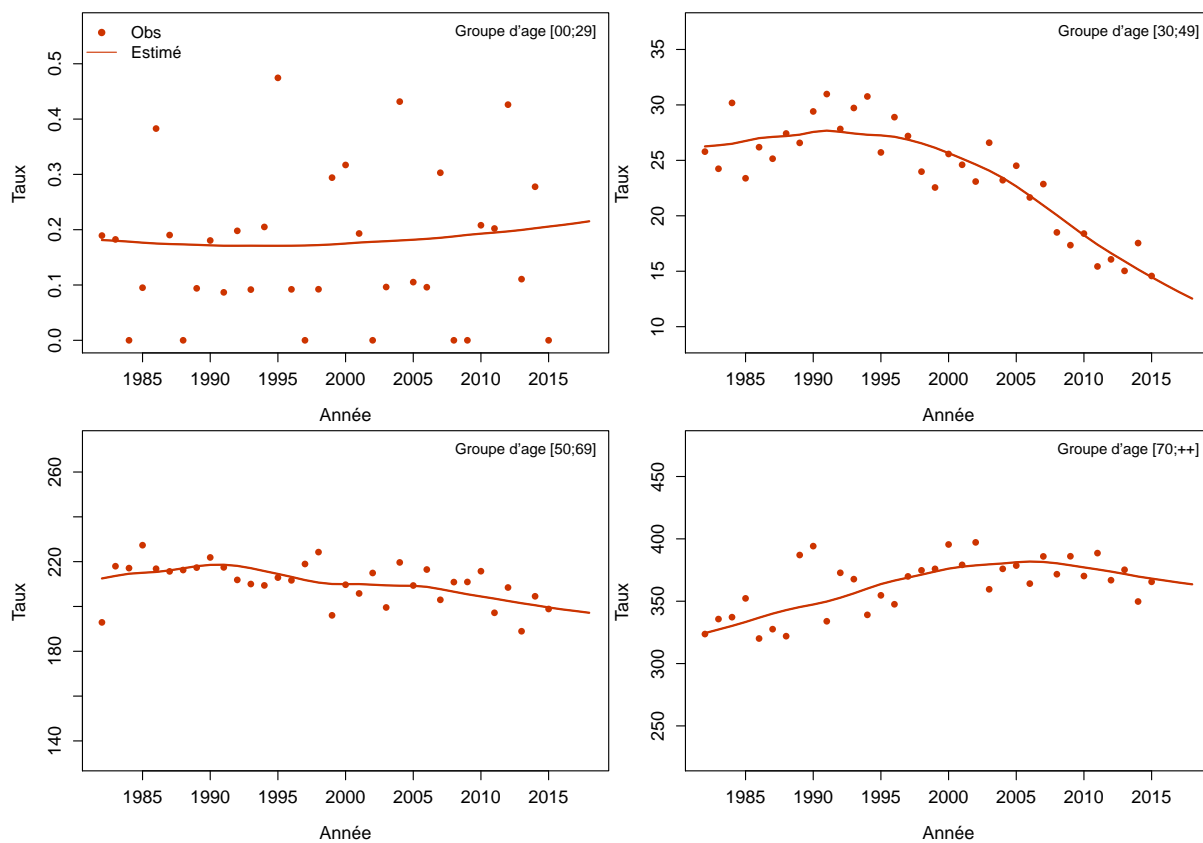 Obs
Estimé
Groupe d'age [00;29]
Taux
0.0 0.1 0.2 0.3 0.4 0.5
1985 1990 1995 2000 2005 2010 2015
Année
Groupe d'age [30;49]
Taux
10 15 20 25 30 35
1985 1990 1995 2000 2005 2010 2015
Année
Groupe d'age [50;69]
Taux
140 180 220 260
1985 1990 1995 2000 2005 2010 2015
Année
Groupe d'age [70;++]
Taux
250 300 350 400 450
1985 1990 1995 2000 2005 2010 2015
Année